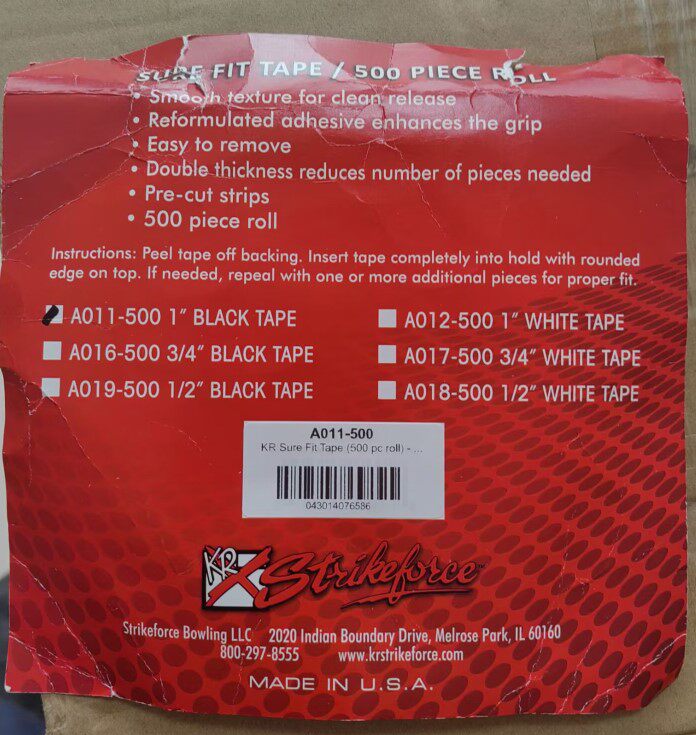 SURE FIT TAPE / 500 PIECE ROLL
• Smooth texture for clean release
• Reformulated adhesive enhances the grip
• Easy to remove
• Double thickness reduces number of pieces needed
• Pre-cut strips
• 500 piece roll
Instructions: Peel tape off backing. Insert tape completely into hold with rounded
edge on top. If needed, repeal with one or more additional pieces for proper fit.
A011-500 1" BLACK TAPE
A012-500 1" WHITE TAPE
A016-500 3/4" BLACK TAPE
A017-500 3/4" WHITE TAPE
A019-500 1/2" BLACK TAPE
A018-500 1/2" WHITE TAPE
A011-500
KR Sure Fit Tape (500 pc roll) - ...
043014076586
KR Strikeforce™
Strikeforce Bowling LLC 2020 Indian Boundary Drive, Melrose Park, IL 60160
800-297-8555 www.krstrikeforce.com
MADE IN U.S.A.